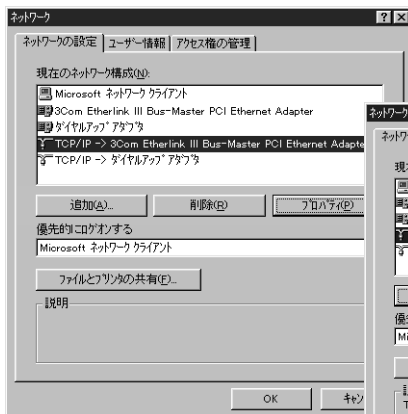 ネットワーク
ネットワークの設定 ユーザー情報 アクセス権の管理
現在のネットワーク構成(N):
Microsoft ネットワーク クライアント
3Com Etherlink III Bus-Master PCI Ethernet Adapter
ダイヤルアップ アダプタ
TCP/IP -> 3Com Etherlink III Bus-Master PCI Ethernet Adapte
TCP/IP -> ダイヤルアップ アダプタ
追加(A)... 削除(R) プロパティ(P)
優先的にログオンする
Microsoft ネットワーク クライアント
ファイルとプリンタの共有(F)...
説明
OK キャン
ネットワーク
ネットワ
現
優
Mi